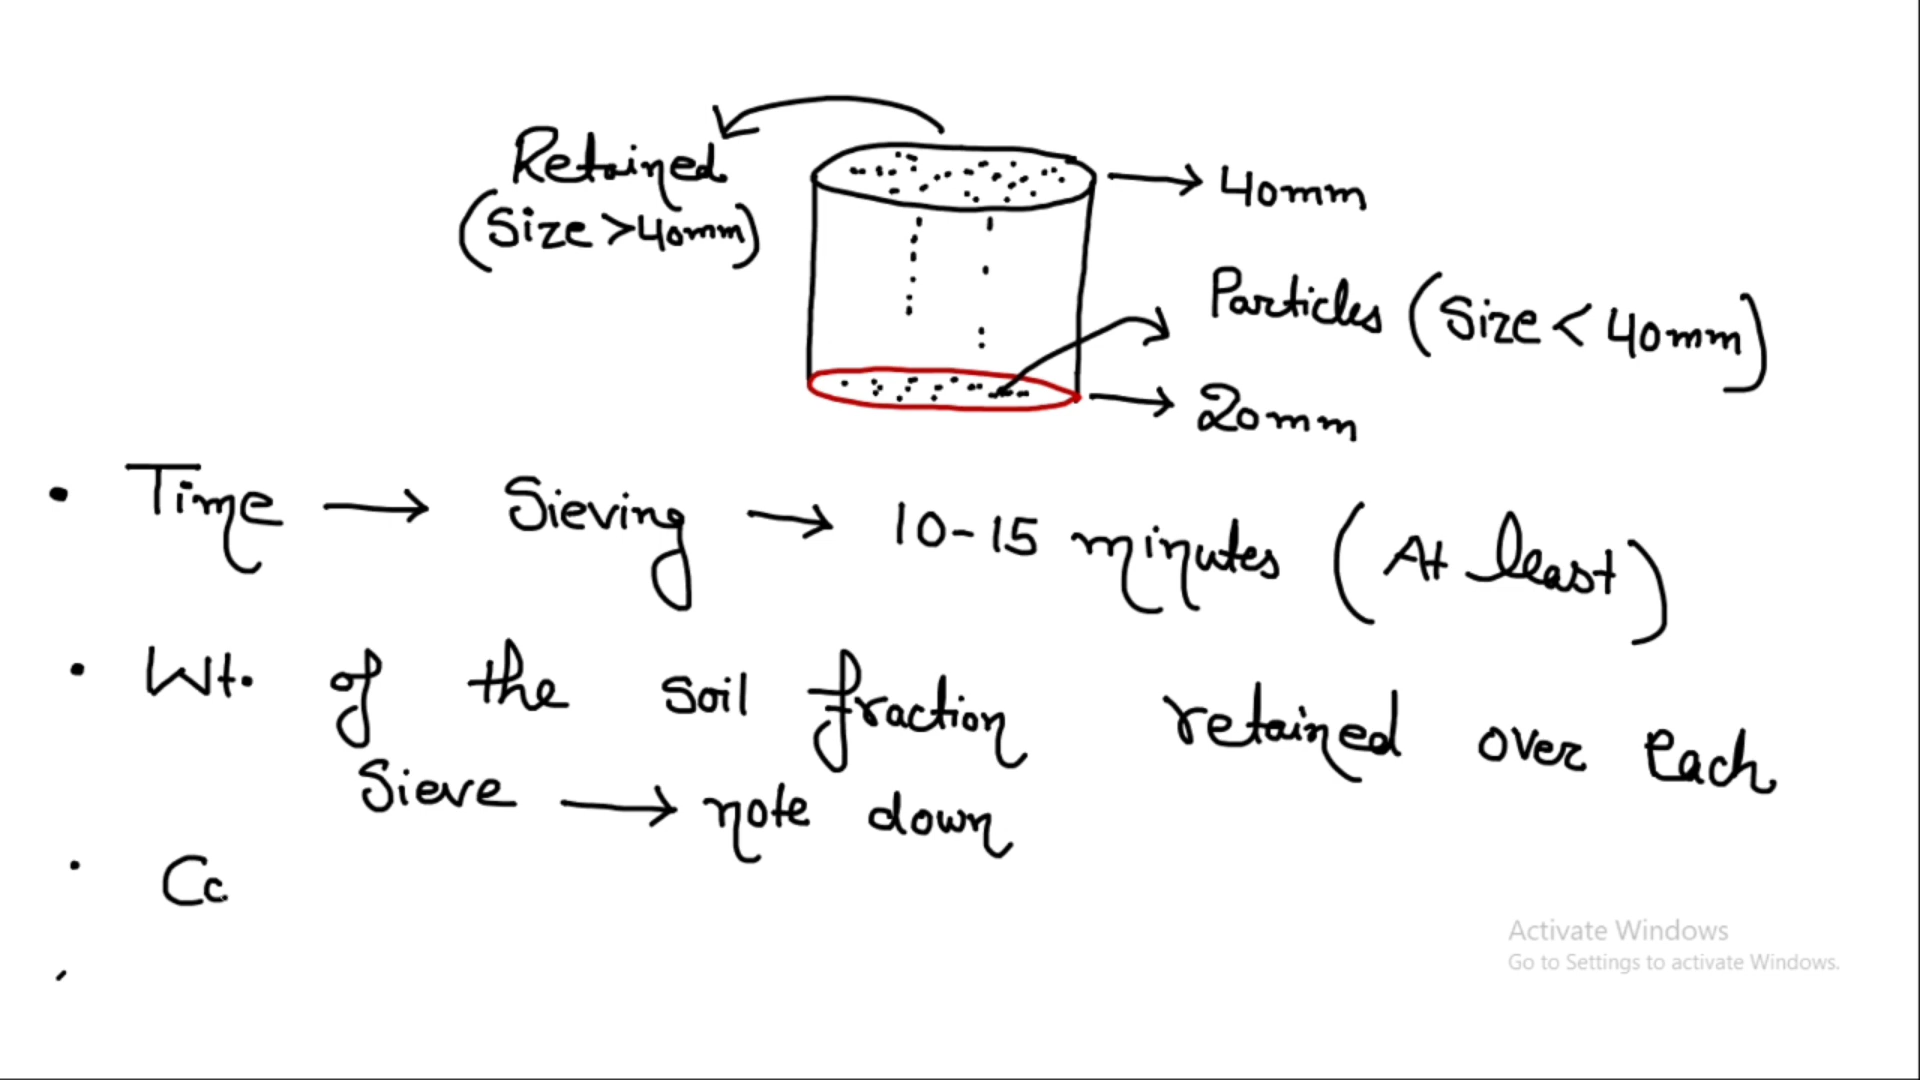 Retained
(Size >40mm)
40mm
Particles (Size < 40mm)
20mm
• Time → Sieving → 10-15 minutes (At least)
• Wt. of the soil fraction retained over each
Sieve → note down
• Cc
Activate Windows
Go to Settings to activate Windows.